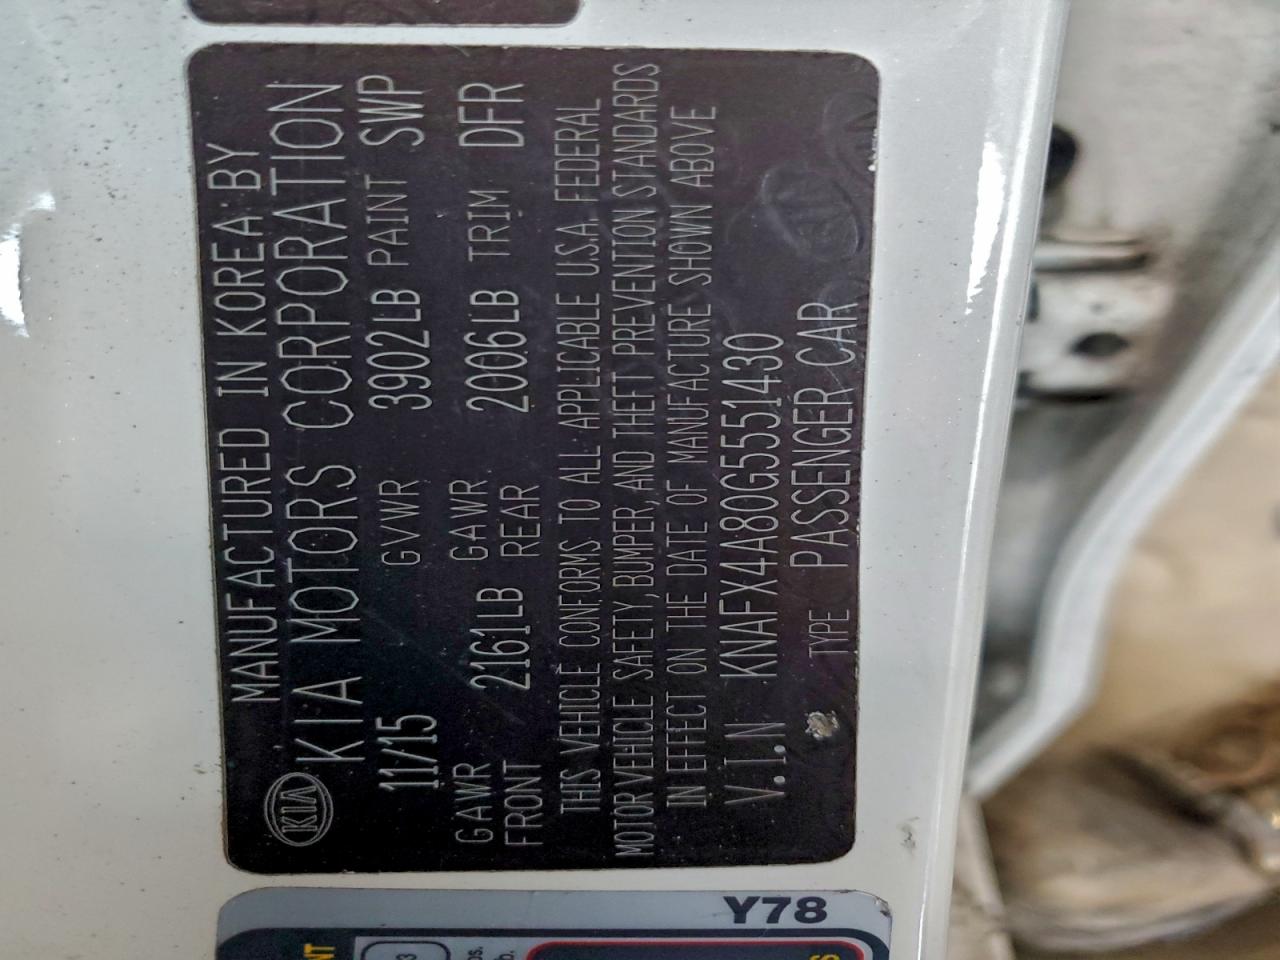 MANUFACTURED IN KOREA BY
KIA KIA MOTORS CORPORATION
11/15 GVWR 3902LB PAINT SWP
GAWR FRONT 2161LB GAWR REAR 2006LB TRIM DFR
THIS VEHICLE CONFORMS TO ALL APPLICABLE U.S.A. FEDERAL
MOTOR VEHICLE SAFETY, BUMPER, AND THEFT PREVENTION STANDARDS
IN EFFECT ON THE DATE OF MANUFACTURE SHOWN ABOVE
V.I.N KNAFX4A80G5551430
TYPE PASSENGER CAR
Y78